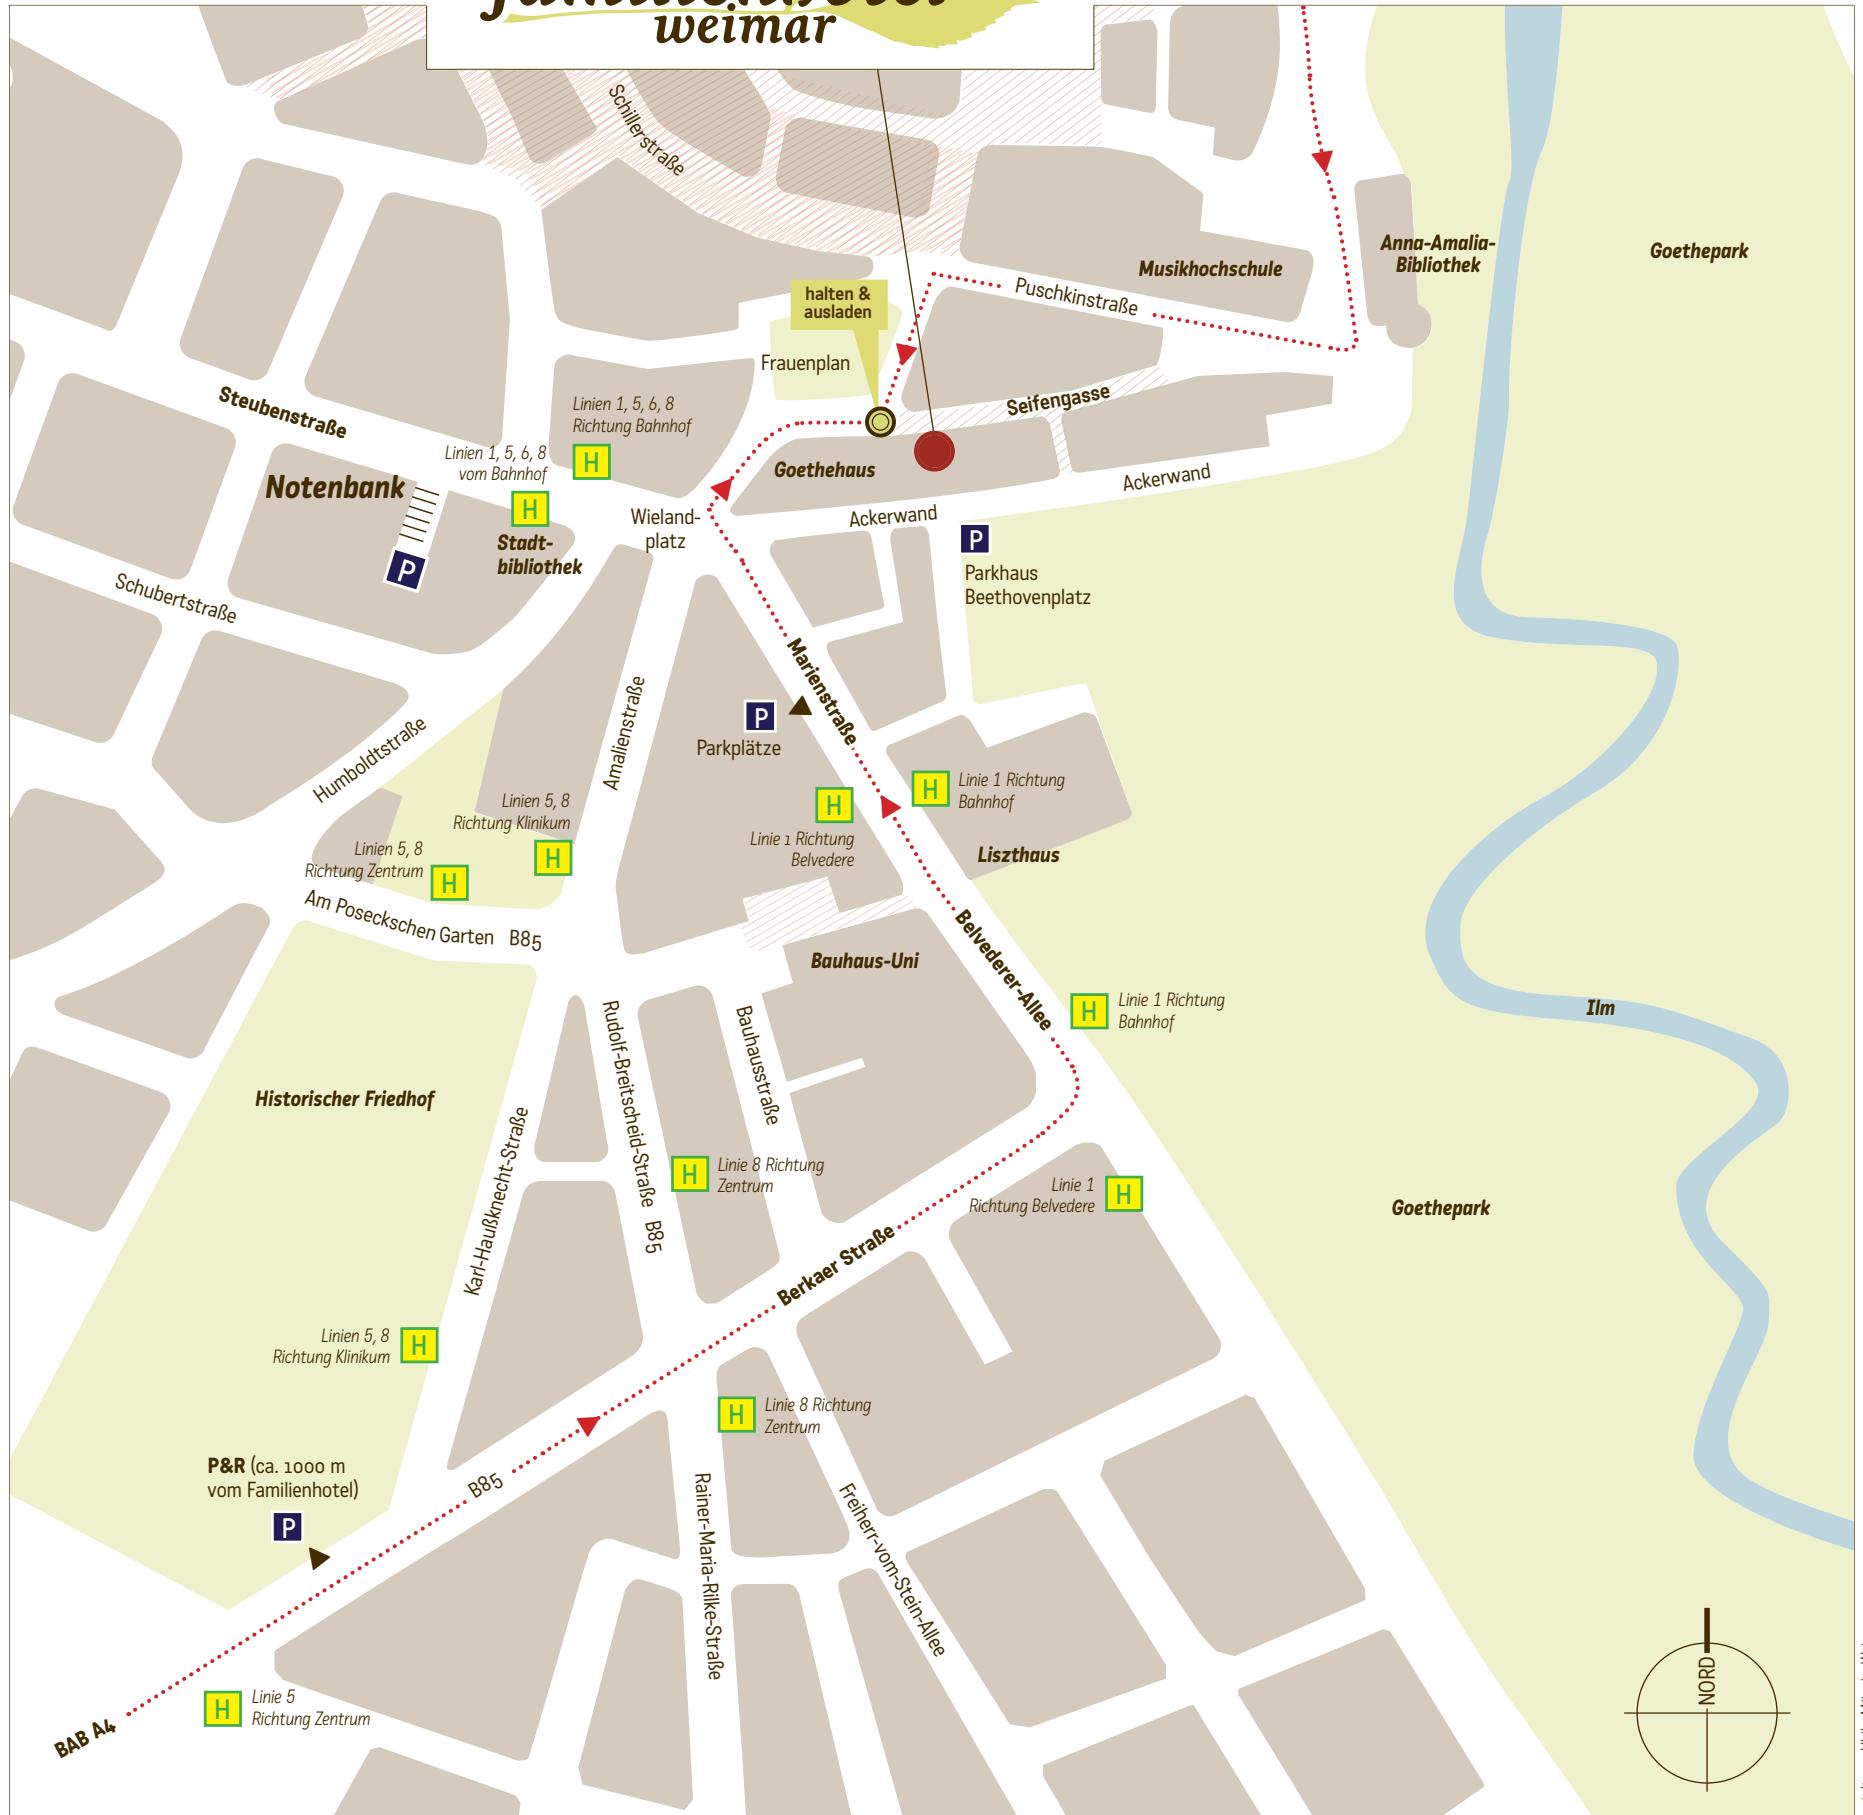 weimar
Schillerstraße
Anna-Amalia-
Bibliothek
Goethepark
Musikhochschule
halten &
ausladen
Puschkinstraße
Frauenplan
Steubenstraße
Linien 1, 5, 6, 8
Richtung Bahnhof
H
Seifengasse
Linien 1, 5, 6, 8
vom Bahnhof
H
Notenbank
P
Goethehaus
Ackerwand
Ackerwand
Wieland-
platz
Stadt-
bibliothek
P
Parkhaus
Beethovenplatz
Schubertstraße
Marienstraße
Amalienstraße
P
Parkplätze
Humboldtstraße
Linien 5, 8
Richtung Klinikum
H
Linie 1 Richtung
Bahnhof
H
H
Linie 1 Richtung
Belvedere
Linien 5, 8
Richtung Zentrum
H
Liszthaus
Am Poseckschen Garten B85
Belvederer-Allee
Bauhaus-Uni
H
Linie 1 Richtung
Bahnhof
Ilm
Rudolf-Breitscheid-Straße B85
Bauhausstraße
Historischer Friedhof
Karl-Haußknecht-Straße
H
Linie 8 Richtung
Zentrum
Linie 1
Richtung Belvedere
H
Goethepark
Berkaer Straße
Linien 5, 8
Richtung Klinikum
H
H
Linie 8 Richtung
Zentrum
P&R (ca. 1000 m
vom Familienhotel)
P
B85
Rainer-Maria-Rilke-Straße
Freiherr-vom-Stein-Allee
NORD
H
Linie 5
Richtung Zentrum
BAB A4